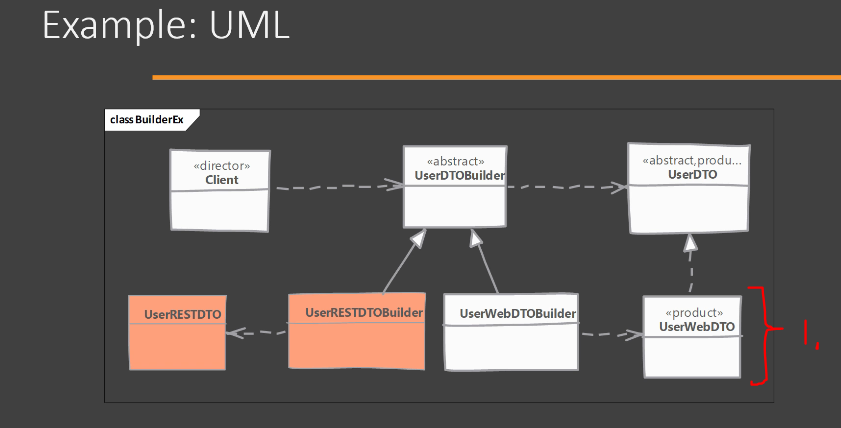 Example: UML
class BuilderEx
«director»
Client
«abstract»
UserDTOBuilder
«abstract,produ...
UserDTO
UserRESTDTO
UserRESTDTOBuilder
UserWebDTOBuilder
«product»
UserWebDTO
1,